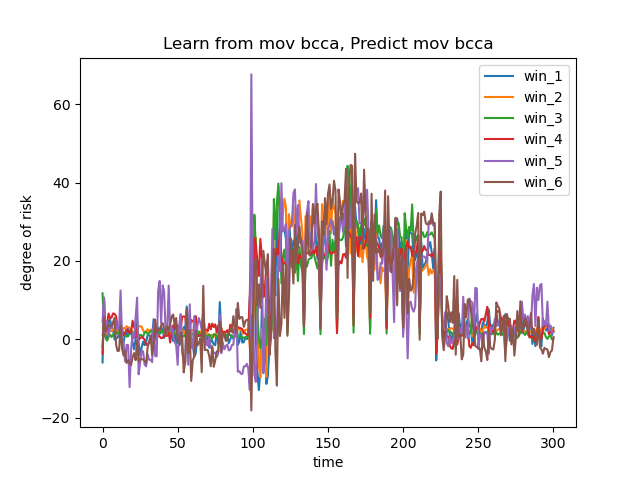 Learn from mov bcca, Predict mov bcca
degree of risk
60
40
20
0
−20
win_1
win_2
win_3
win_4
win_5
win_6
0
50
100
150
200
250
300
time